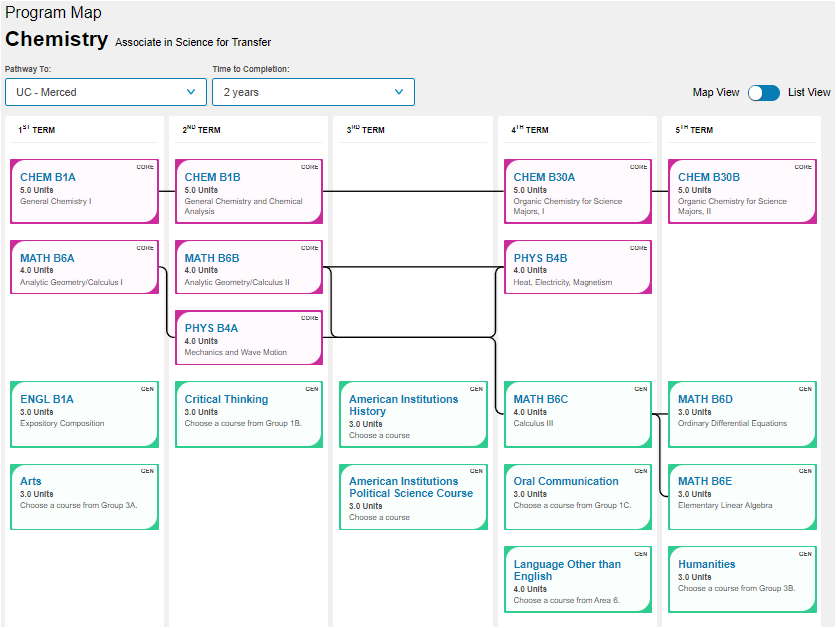 Program Map
Chemistry Associate in Science for Transfer
Pathway To:
Time to Completion:
UC - Merced
2 years
Map View
List View
1ST TERM
2ND TERM
3RD TERM
4TH TERM
5TH TERM
CORE
CHEM B1A
5.0 Units
General Chemistry I
CORE
CHEM B1B
5.0 Units
General Chemistry and Chemical
Analysis
CORE
CHEM B30A
5.0 Units
Organic Chemistry for Science
Majors, I
CORE
CHEM B30B
5.0 Units
Organic Chemistry for Science
Majors, II
CORE
MATH B6A
4.0 Units
Analytic Geometry/Calculus I
CORE
MATH B6B
4.0 Units
Analytic Geometry/Calculus II
CORE
PHYS B4B
4.0 Units
Heat, Electricity, Magnetism
CORE
PHYS B4A
4.0 Units
Mechanics and Wave Motion
GEN
ENGL B1A
3.0 Units
Expository Composition
GEN
Critical Thinking
3.0 Units
Choose a course from Group 1B.
GEN
American Institutions
History
3.0 Units
Choose a course
GEN
MATH B6C
4.0 Units
Calculus III
GEN
MATH B6D
3.0 Units
Ordinary Differential Equations
GEN
Arts
3.0 Units
Choose a course from Group 3A.
GEN
American Institutions
Political Science Course
3.0 Units
Choose a course
GEN
Oral Communication
3.0 Units
Choose a course from Group 1C.
GEN
MATH B6E
3.0 Units
Elementary Linear Algebra
GEN
Language Other than
English
4.0 Units
Choose a course from Area 6.
GEN
Humanities
3.0 Units
Choose a course from Group 3B.